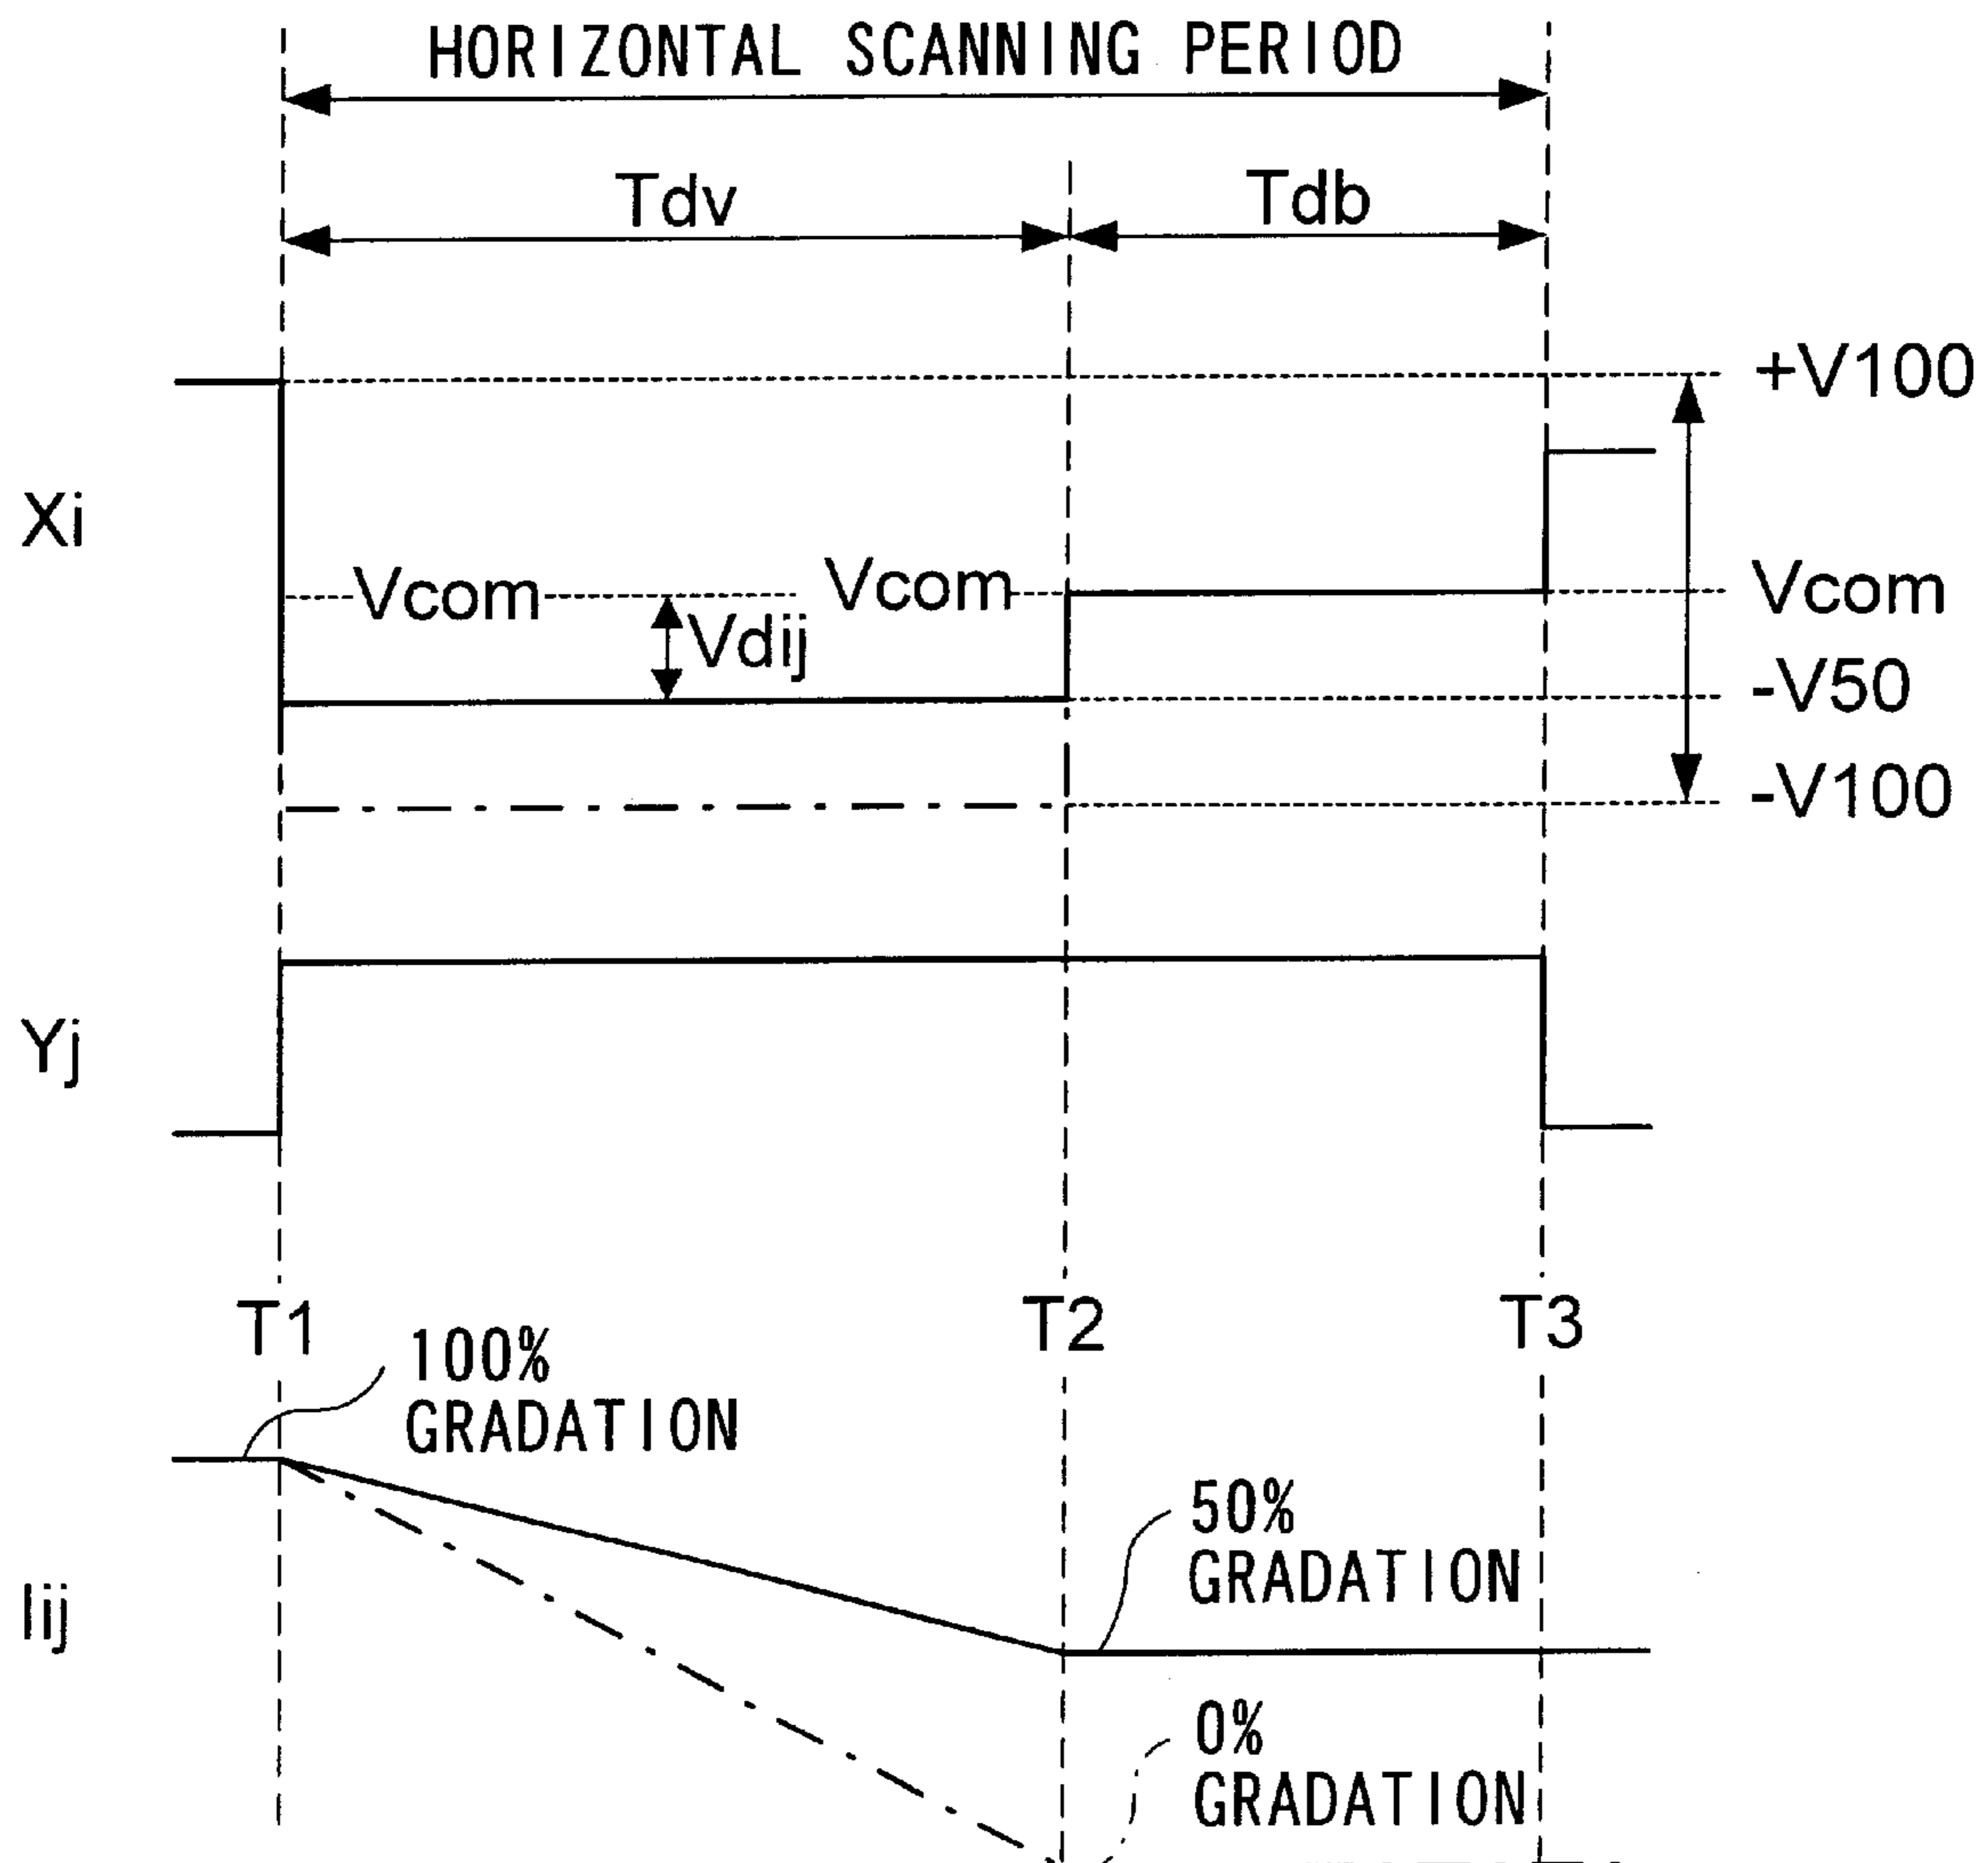 HORIZONTAL SCANNING PERIOD
Tdv
Tdb
+V100
Xi
Vcom
Vcom
Vcom
Vdij
-V50
-V100
Yj
T1
T2
T3
100%
GRADATION
50%
GRADATION
Iij
0%
GRADATION